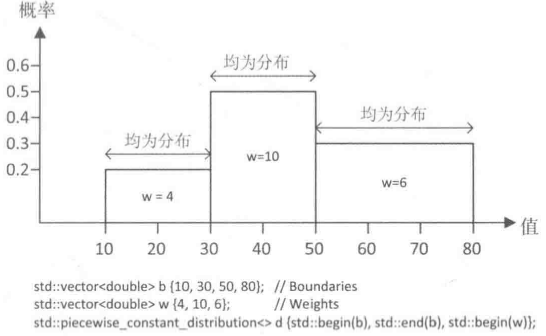 概率
0.6
均为分布
0.5
0.4
均为分布
均为分布
0.3
w=10
0.2
w = 4
w=6
值
10 20 30 40 50 60 70 80
std::vector<double> b {10, 30, 50, 80}; // Boundaries
std::vector<double> w {4, 10, 6}; // Weights
std::piecewise_constant_distribution<> d {std::begin(b), std::end(b), std::begin(w)};